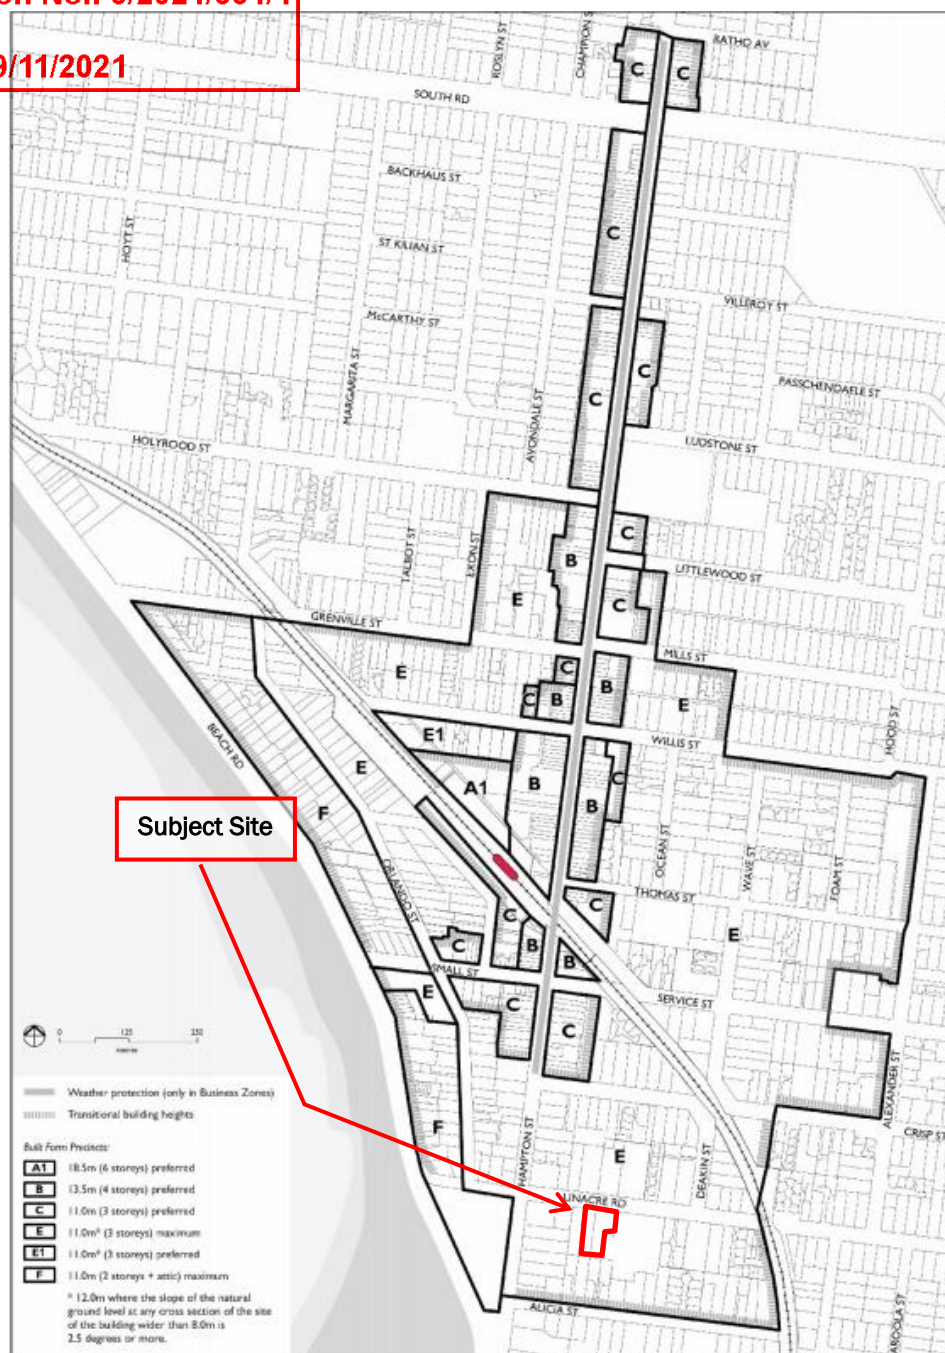 9/11/2021
ROSLYN ST
CHAMPION S
RATHO AV
C
C
SOUTH RD
BACKHAUS ST
HOYT ST
ST KILIAN ST
C
VILLEROY ST
McCARTHY ST
MARGARITA ST
C
C
PASSCHENDAELE ST
AVONDALE ST
HOLYROOD ST
LUDSTONE ST
TALBOT ST
EXON ST
B
C
LITTLEWOOD ST
E
C
GRENVILLE ST
MILLS ST
E
C
C
B
B
E
HOOD ST
BEACH RD
E1
WILLIS ST
E
A1
B
C
B
F
Subject Site
OCEAN ST
WAVE ST
FOAM ST
ORLANDO ST
THOMAS ST
C
C
C
B
B
E
SMALL ST
E
SERVICE ST
C
C
0 125 250
ALEXANDER ST
CRISP ST
F
HAMPTON ST
E
DEAKIN ST
LINACRE RD
ALICIA ST
AROOLA ST
Weather protection (only in Business Zones)
Transitional building heights
Built Form Precincts:
A1 18.5m (6 storeys) preferred
B 13.5m (4 storeys) preferred
C 11.0m (3 storeys) preferred
E 11.0m* (3 storeys) maximum
E1 11.0m* (3 storeys) preferred
F 11.0m (2 storeys + attic) maximum
* 12.0m where the slope of the natural
ground level at any cross section of the site
of the building wider than 8.0m is
2.5 degrees or more.